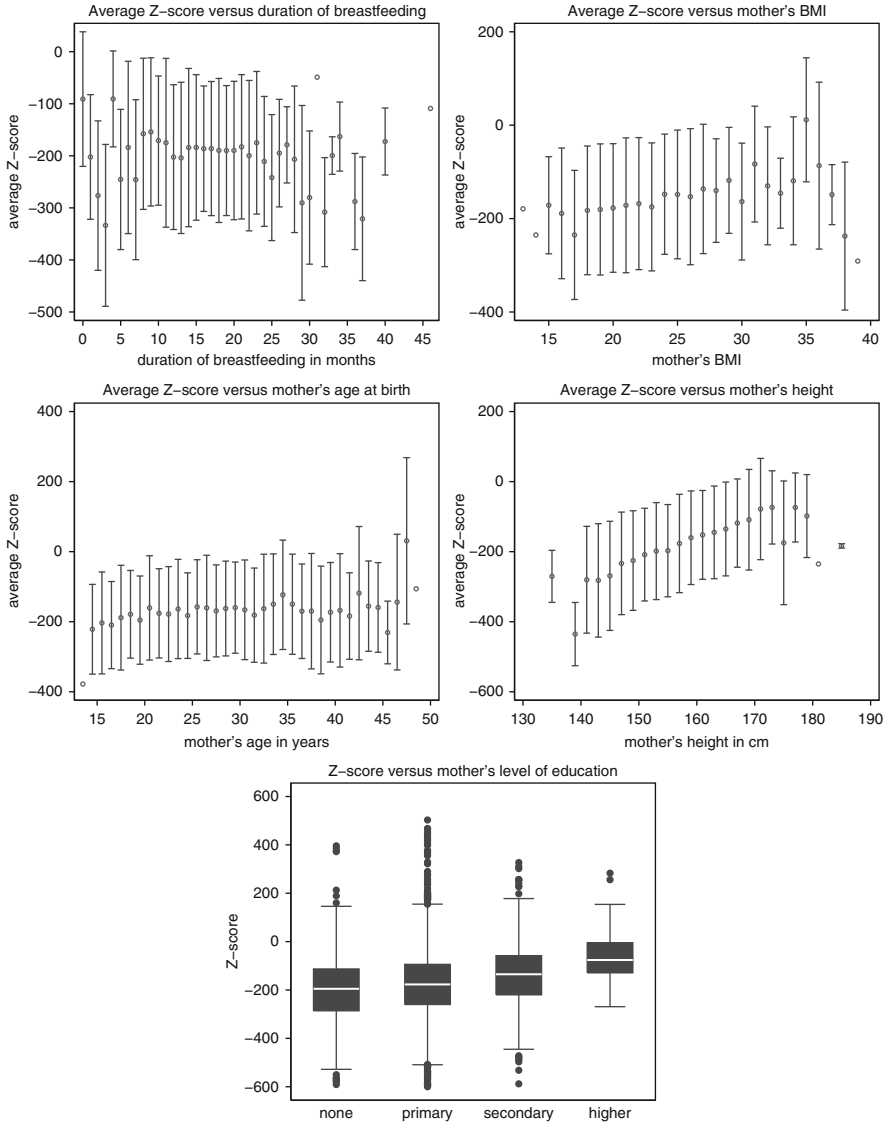 Average Z−score versus duration of breastfeeding
average Z−score
0
−100
−200
−300
−400
−500
0 5 10 15 20 25 30 35 40 45
duration of breastfeeding in months
Average Z−score versus mother's BMI
average Z−score
200
0
−200
−400
15 20 25 30 35 40
mother's BMI
Average Z−score versus mother's age at birth
average Z−score
400
200
0
−200
−400
15 20 25 30 35 40 45 50
mother's age in years
Average Z−score versus mother's height
average Z−score
200
0
−200
−400
−600
130 140 150 160 170 180 190
mother's height in cm
Z−score versus mother's level of education
Z−score
600
400
200
0
−200
−400
−600
none primary secondary higher